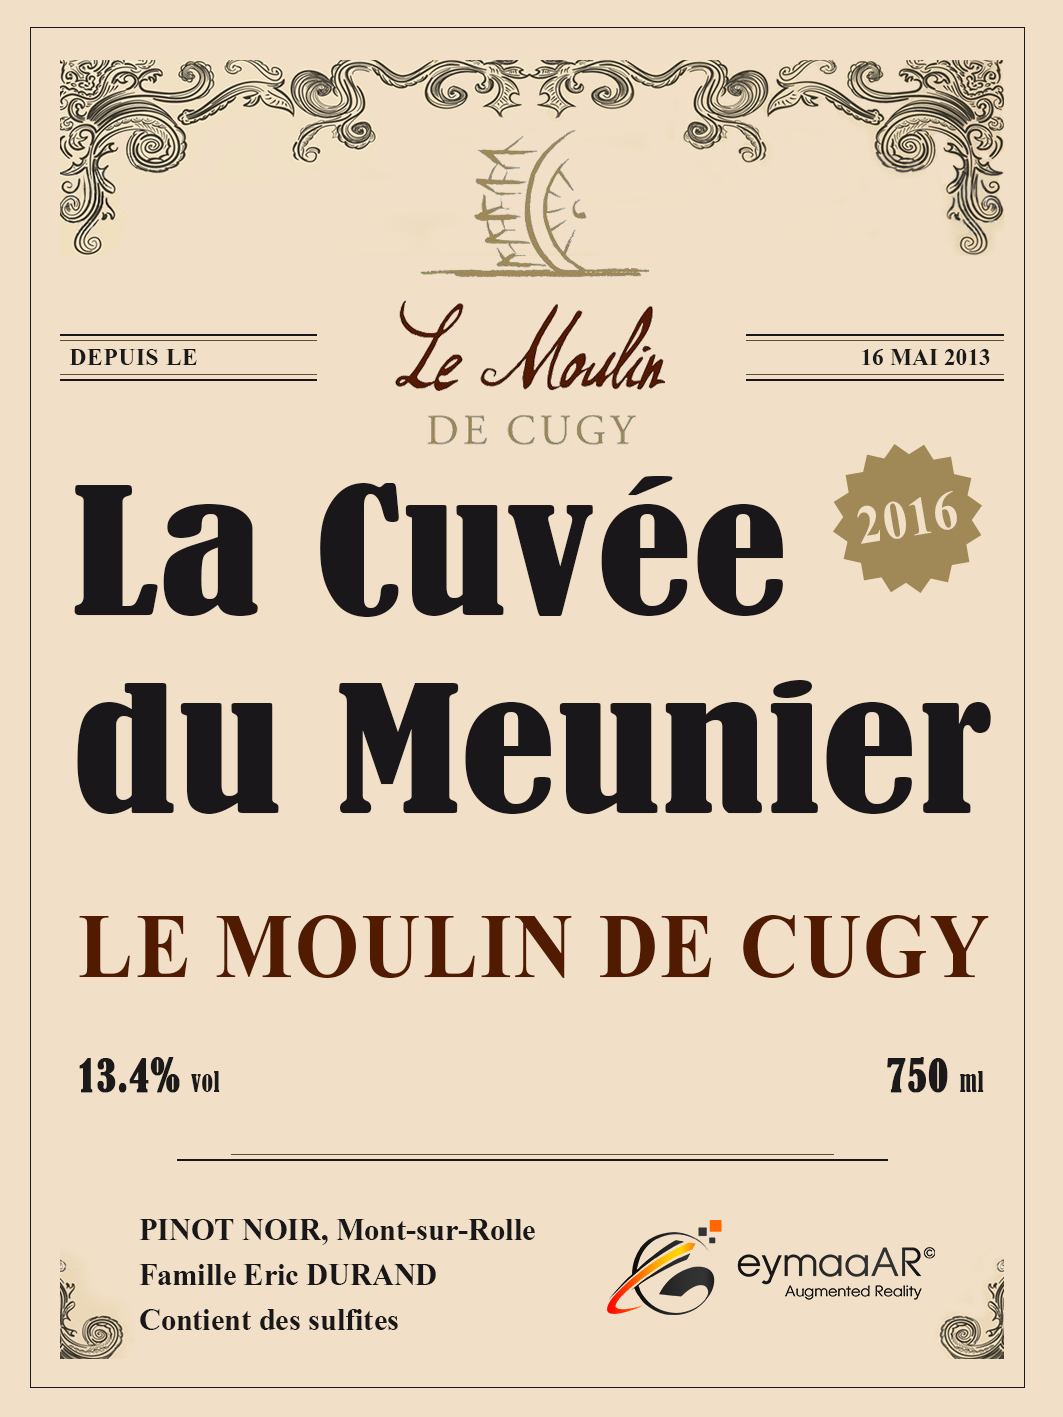 Le Moulin
DE CUGY
DEPUIS LE
16 MAI 2013
La Cuvée
2016
du Meunier
LE MOULIN DE CUGY
13.4% vol
750 ml
PINOT NOIR, Mont-sur-Rolle
Famille Eric DURAND
Contient des sulfites
eymaaAR©
Augmented Reality